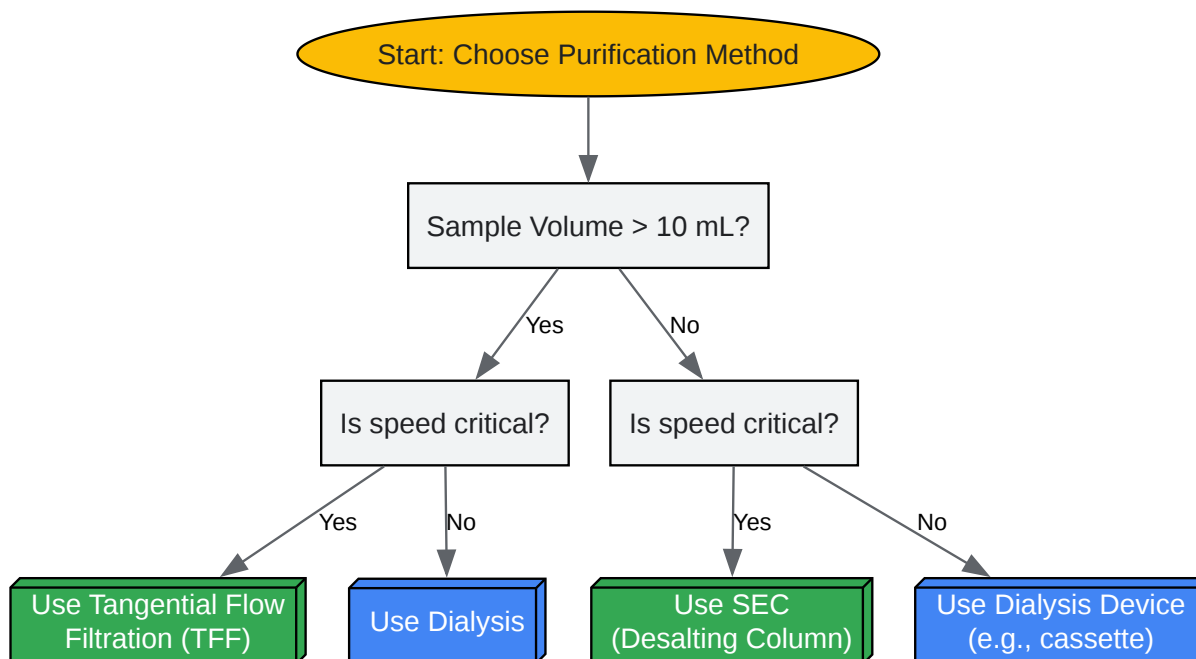 Start: Choose Purification Method
Sample Volume > 10 mL?
Yes
No
Is speed critical?
Is speed critical?
Yes
No
Yes
No
Use Tangential Flow
Filtration (TFF)
Use Dialysis
Use SEC
(Desalting Column)
Use Dialysis Device
(e.g., cassette)